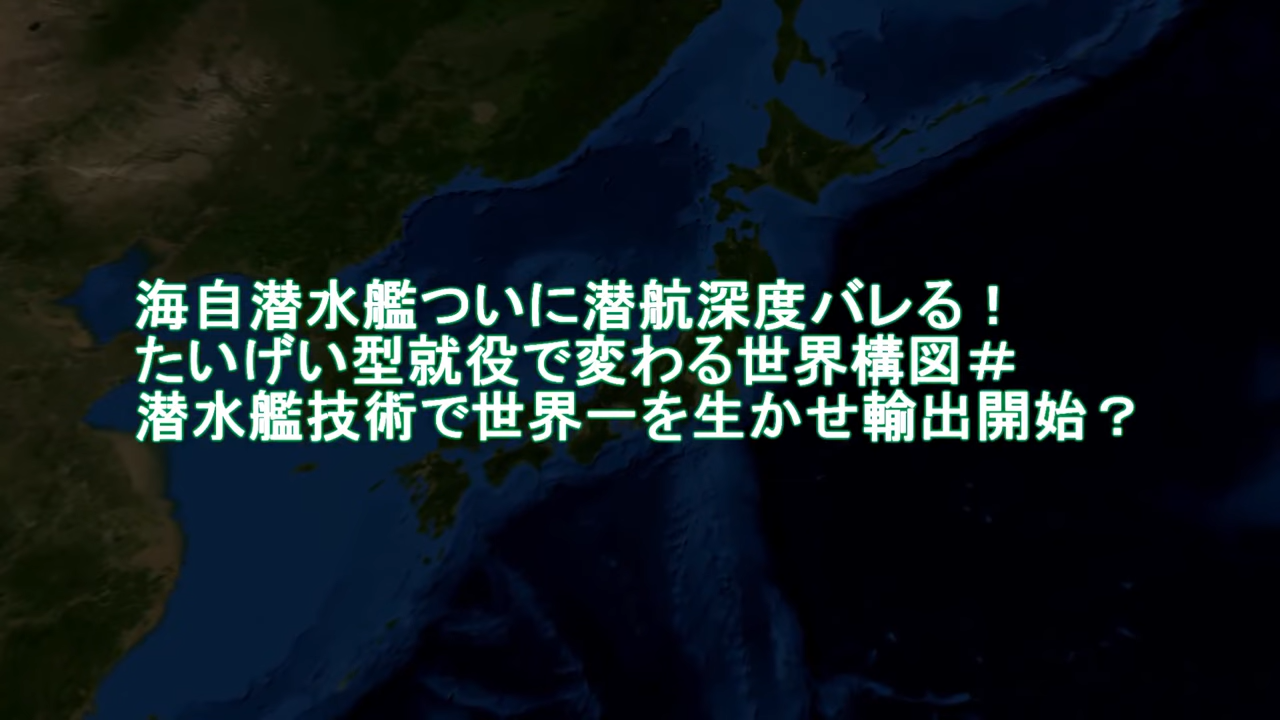 海自潜水艦ついに潜航深度バレる！
たいげい型就役で変わる世界構図＃
潜水艦技術で世界一を生かせ輸出開始？